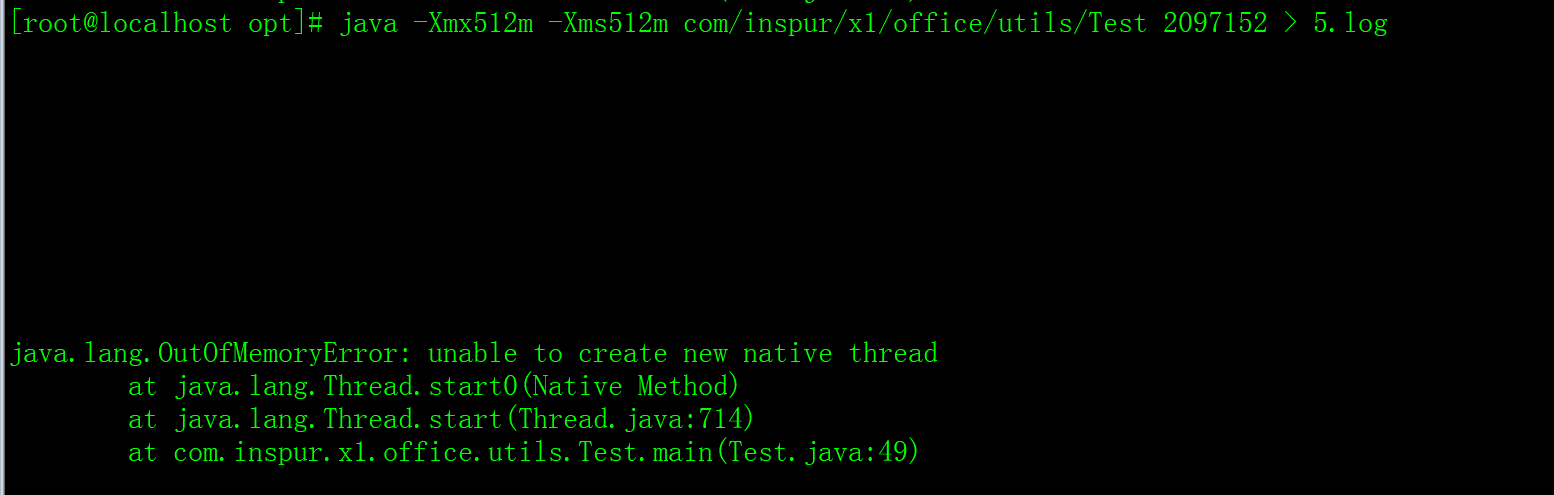 [root@localhost opt]# java -Xmx512m -Xms512m com/inspur/x1/office/utils/Test 2097152 > 5.log
java.lang.OutOfMemoryError: unable to create new native thread
at java.lang.Thread.start0(Native Method)
at java.lang.Thread.start(Thread.java:714)
at com.inspur.x1.office.utils.Test.main(Test.java:49)